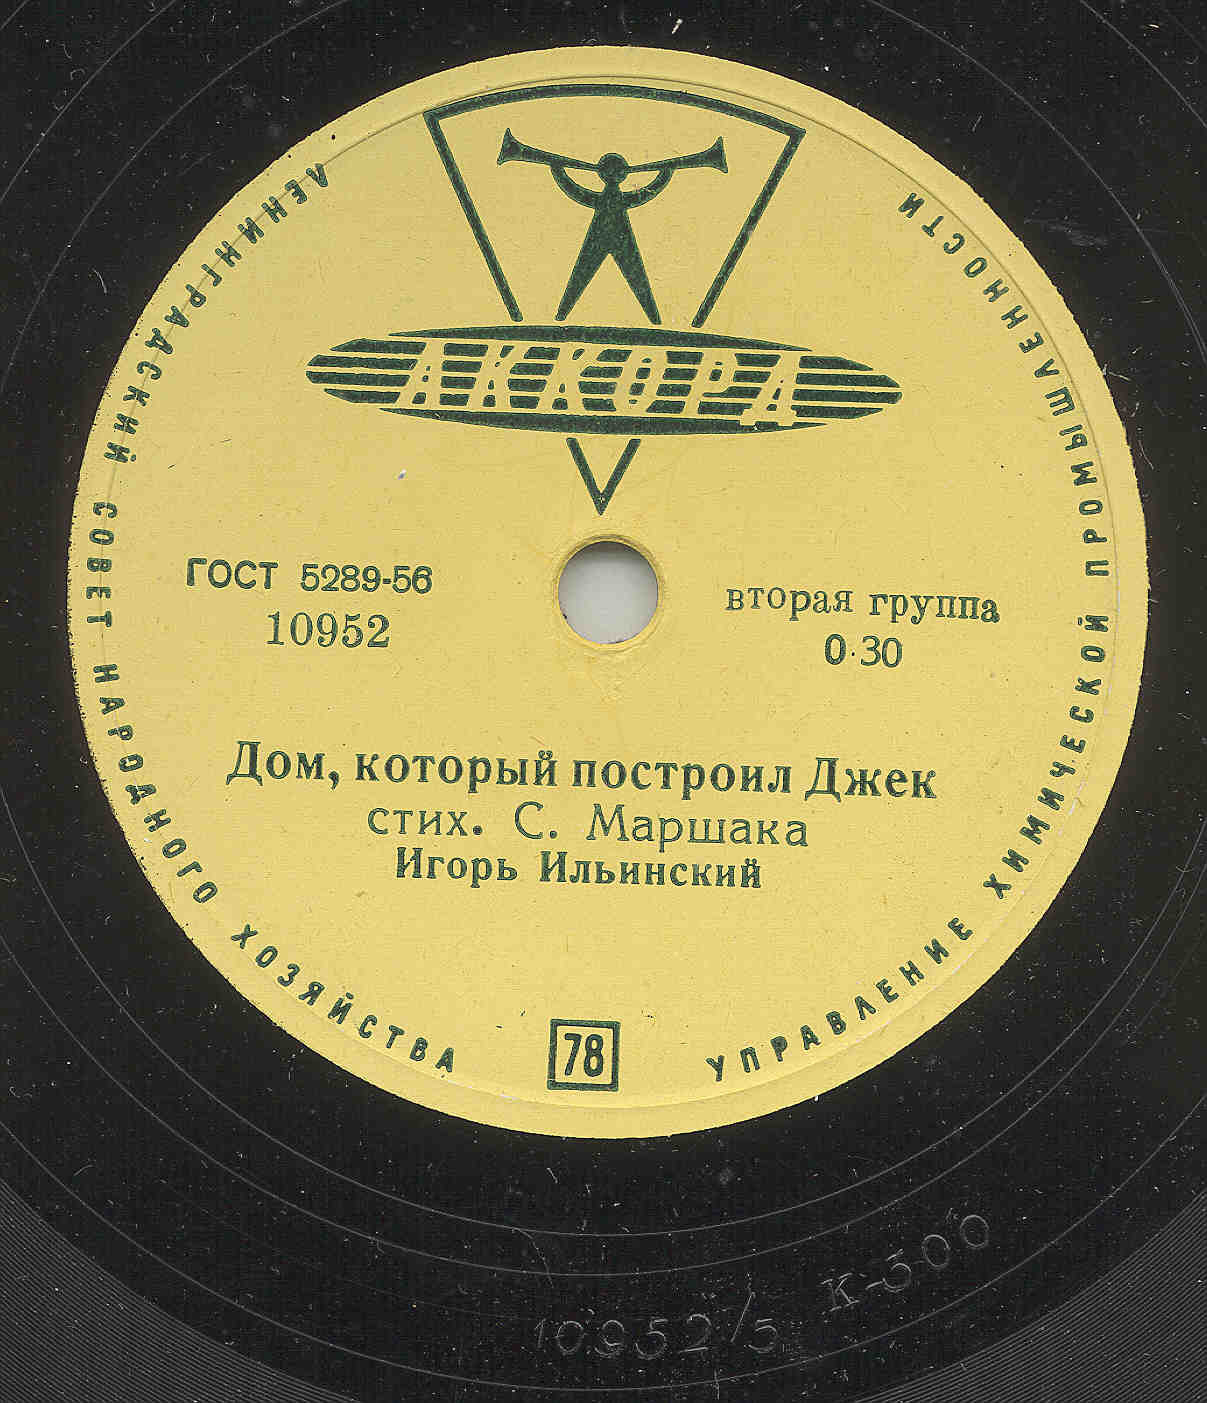 АККОРД
ЛЕНИНГРАДСКИЙ СОВЕТ НАРОДНОГО ХОЗЯЙСТВА
УПРАВЛЕНИЕ ХИМИЧЕСКОЙ ПРОМЫШЛЕННОСТИ
ГОСТ 5289-56
10952
вторая группа
0·30
Дом, который построил Джек
стих. С. Маршака
Игорь Ильинский
78
10952/5 К-300